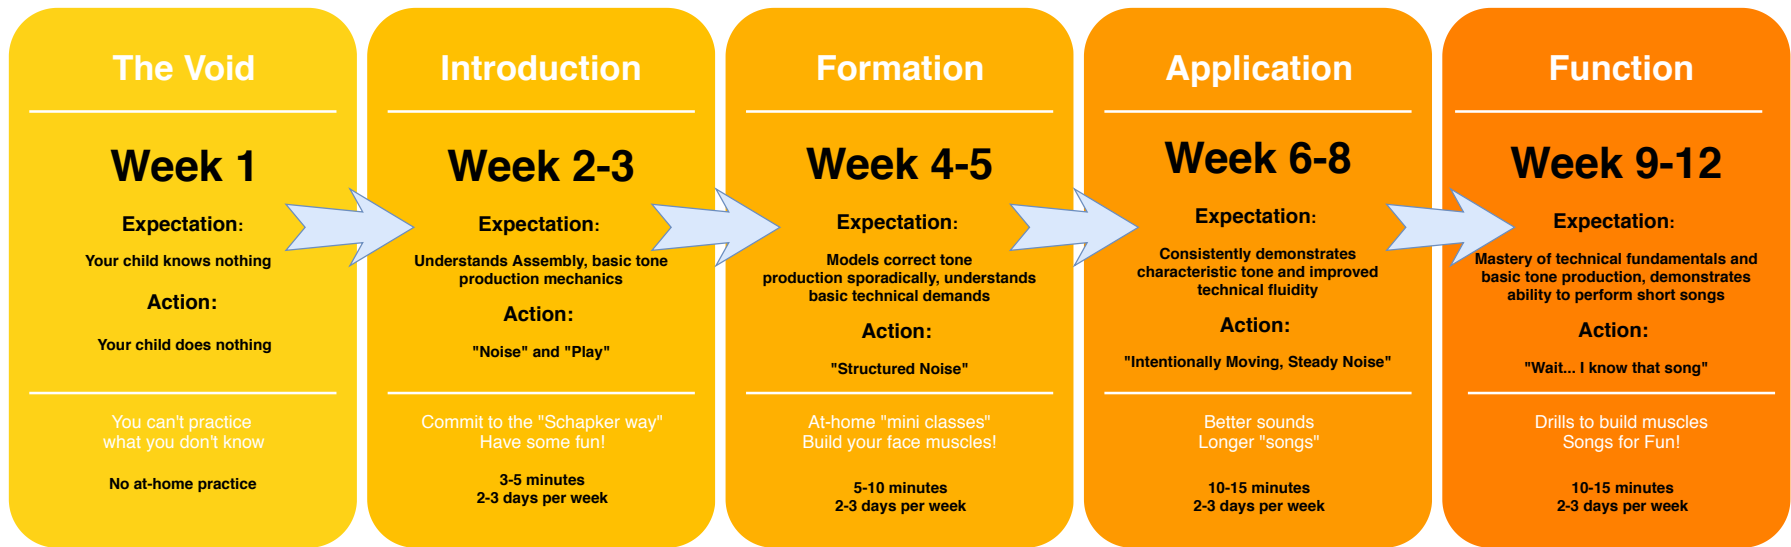 The Void
Week 1
Expectation:
Your child knows nothing
Action:
Your child does nothing
You can't practice
what you don't know
No at-home practice
Introduction
Week 2-3
Expectation:
Understands Assembly, basic tone
production mechanics
Action:
"Noise" and "Play"
Commit to the "Schapker way"
Have some fun!
3-5 minutes
2-3 days per week
Formation
Week 4-5
Expectation:
Models correct tone
production sporadically, understands
basic technical demands
Action:
"Structured Noise"
At-home "mini classes"
Build your face muscles!
5-10 minutes
2-3 days per week
Application
Week 6-8
Expectation:
Consistently demonstrates
characteristic tone and improved
technical fluidity
Action:
"Intentionally Moving, Steady Noise"
Better sounds
Longer "songs"
10-15 minutes
2-3 days per week
Function
Week 9-12
Expectation:
Mastery of technical fundamentals and
basic tone production, demonstrates
ability to perform short songs
Action:
"Wait... I know that song"
Drills to build muscles
Songs for Fun!
10-15 minutes
2-3 days per week